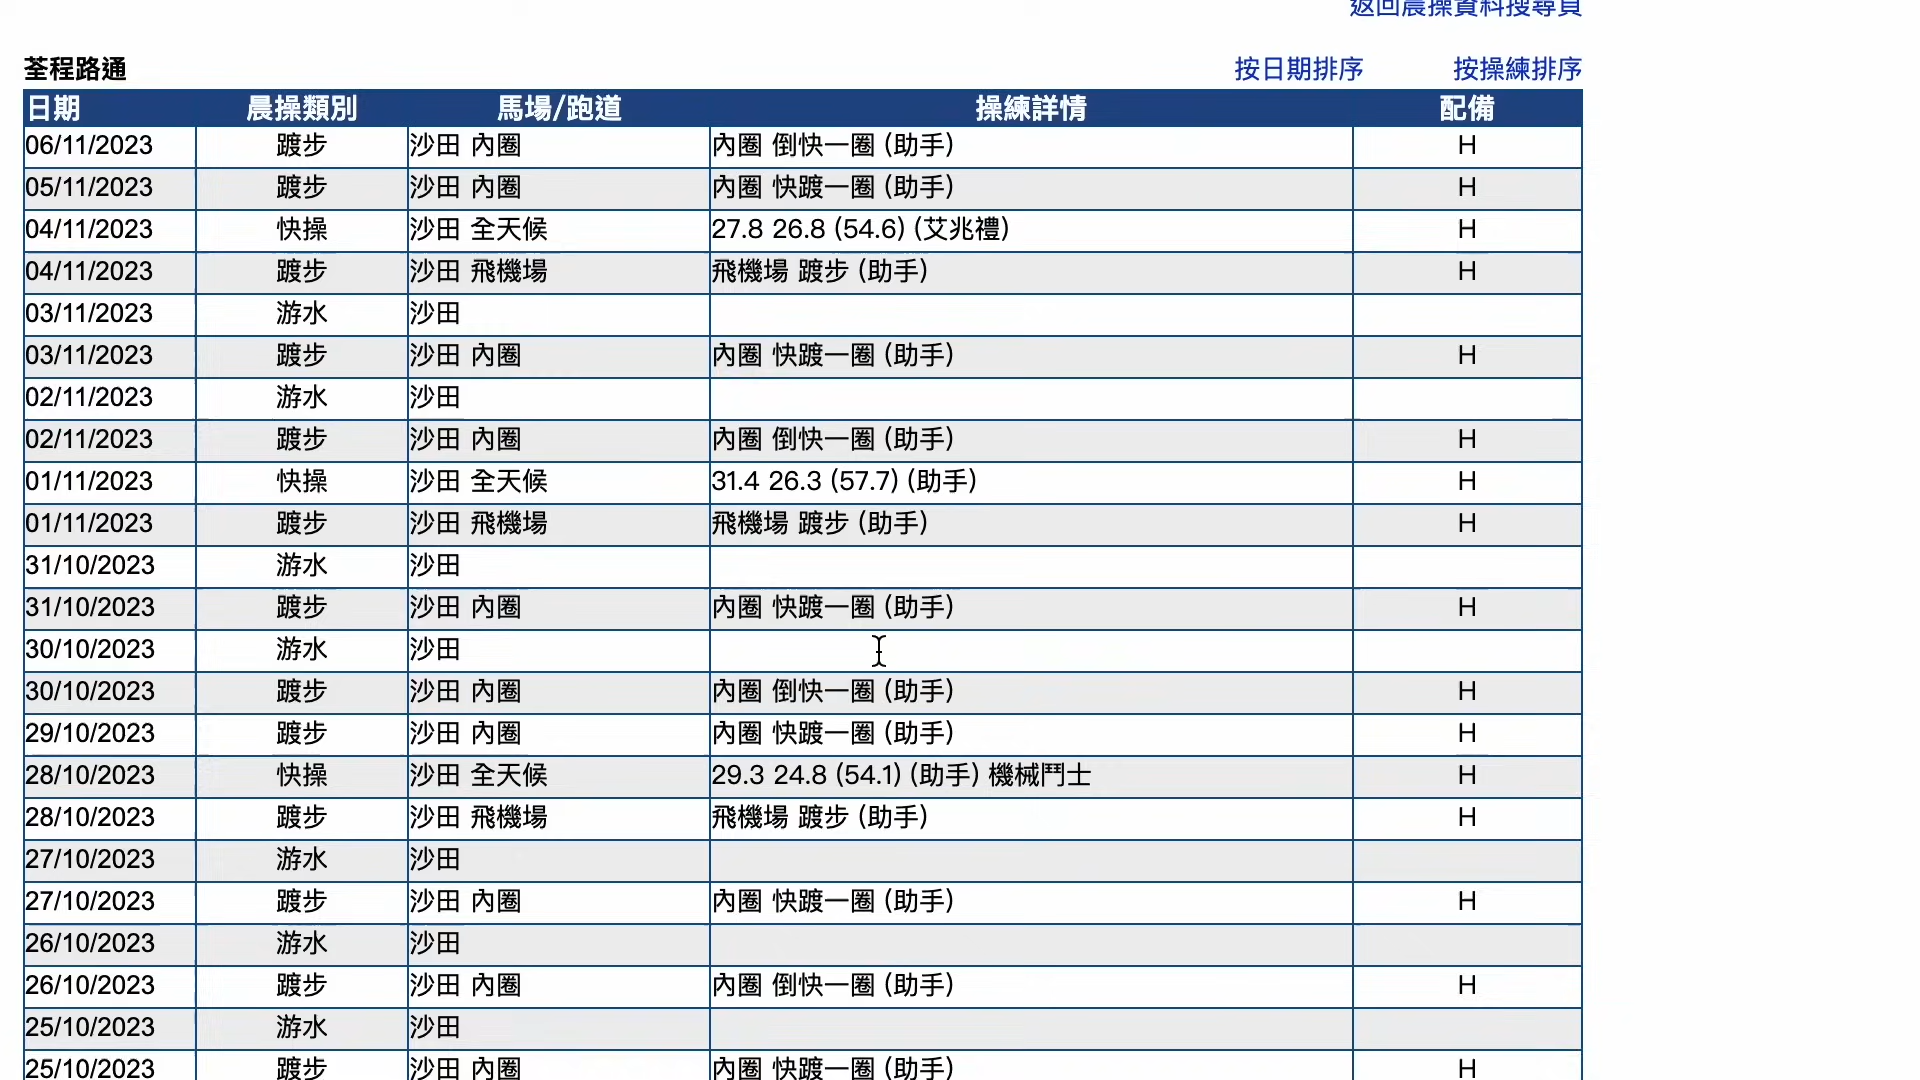 返回晨操資料搜尋頁
荃程路通 按日期排序 按操練排序
日期 晨操類別 馬場/跑道 操練詳情 配備
06/11/2023 踱步 沙田 內圈 內圈 倒快一圈 (助手) H
05/11/2023 踱步 沙田 內圈 內圈 快踱一圈 (助手) H
04/11/2023 快操 沙田 全天候 27.8 26.8 (54.6) (艾兆禮) H
04/11/2023 踱步 沙田 飛機場 飛機場 踱步 (助手) H
03/11/2023 游水 沙田
03/11/2023 踱步 沙田 內圈 內圈 快踱一圈 (助手) H
02/11/2023 游水 沙田
02/11/2023 踱步 沙田 內圈 內圈 倒快一圈 (助手) H
01/11/2023 快操 沙田 全天候 31.4 26.3 (57.7) (助手) H
01/11/2023 踱步 沙田 飛機場 飛機場 踱步 (助手) H
31/10/2023 游水 沙田
31/10/2023 踱步 沙田 內圈 內圈 快踱一圈 (助手) H
30/10/2023 游水 沙田
30/10/2023 踱步 沙田 內圈 內圈 倒快一圈 (助手) H
29/10/2023 踱步 沙田 內圈 內圈 快踱一圈 (助手) H
28/10/2023 快操 沙田 全天候 29.3 24.8 (54.1) (助手) 機械鬥士 H
28/10/2023 踱步 沙田 飛機場 飛機場 踱步 (助手) H
27/10/2023 游水 沙田
27/10/2023 踱步 沙田 內圈 內圈 快踱一圈 (助手) H
26/10/2023 游水 沙田
26/10/2023 踱步 沙田 內圈 內圈 倒快一圈 (助手) H
25/10/2023 游水 沙田
25/10/2023 踱步 沙田 內圈 內圈 快踱一圈 (助手) H